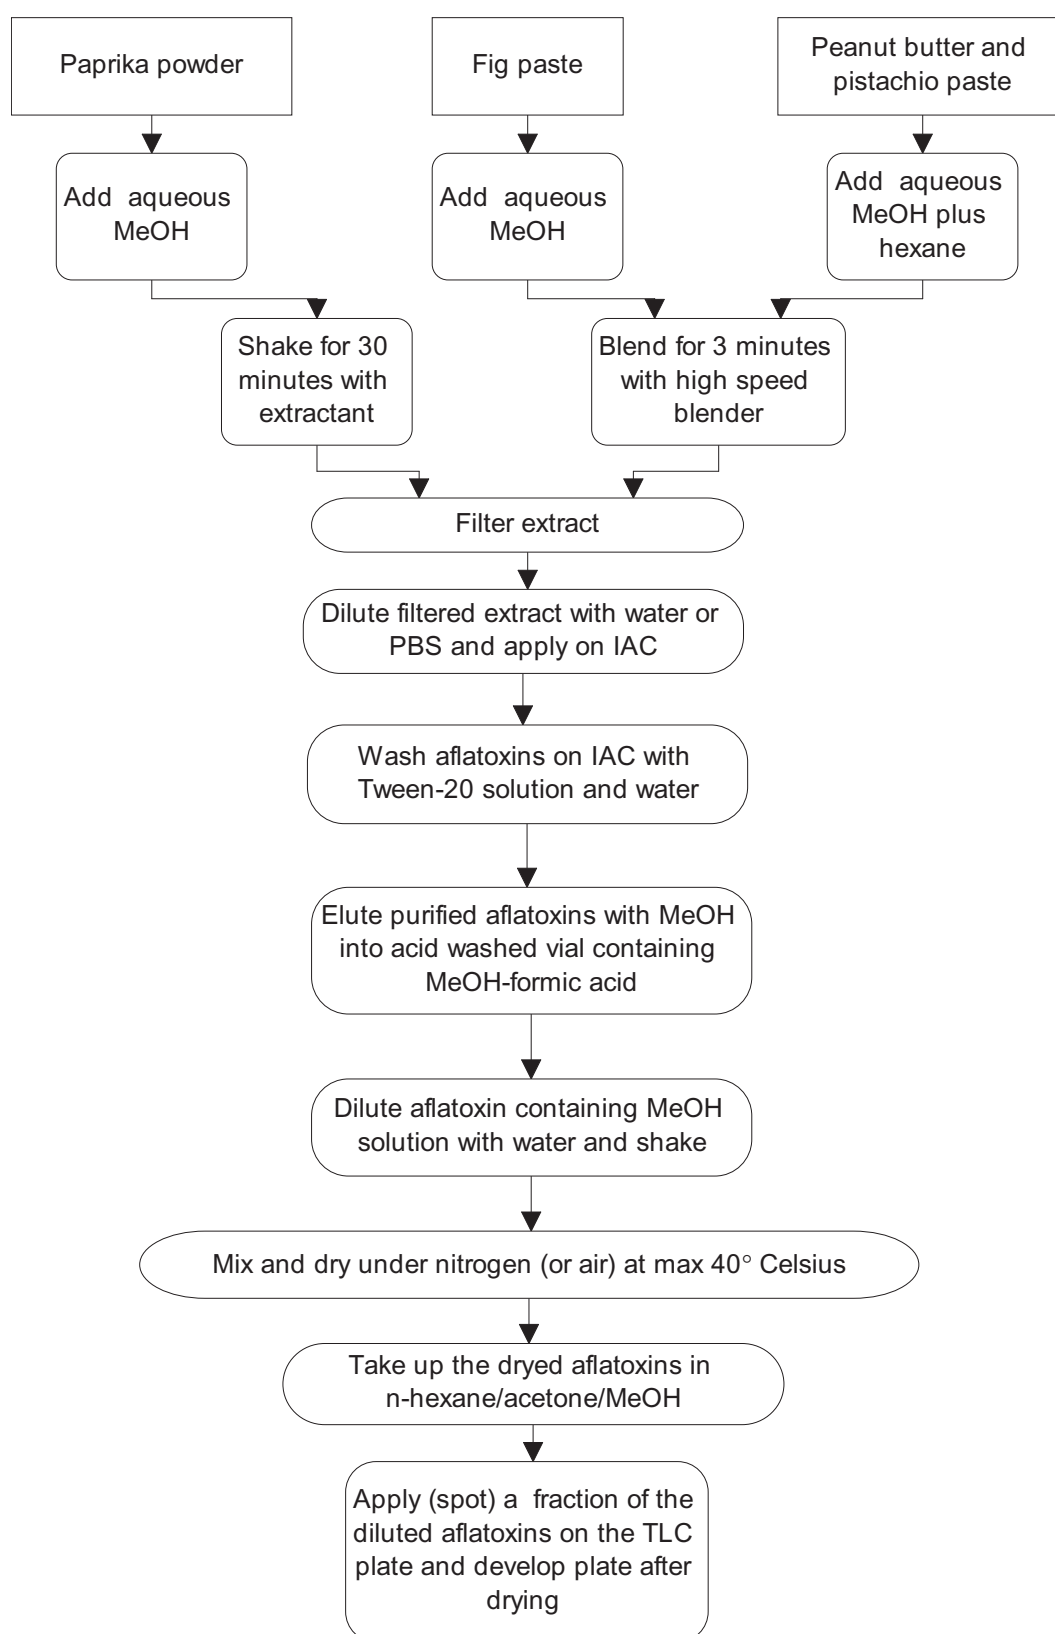 Paprika powder
Fig paste
Peanut butter and
pistachio paste
Add aqueous
MeOH
Add aqueous
MeOH
Add aqueous
MeOH plus
hexane
Shake for 30
minutes with
extractant
Blend for 3 minutes
with high speed
blender
Filter extract
Dilute filtered extract with water or
PBS and apply on IAC
Wash aflatoxins on IAC with
Tween-20 solution and water
Elute purified aflatoxins with MeOH
into acid washed vial containing
MeOH-formic acid
Dilute aflatoxin containing MeOH
solution with water and shake
Mix and dry under nitrogen (or air) at max 40° Celsius
Take up the dryed aflatoxins in
n-hexane/acetone/MeOH
Apply (spot) a fraction of the
diluted aflatoxins on the TLC
plate and develop plate after
drying